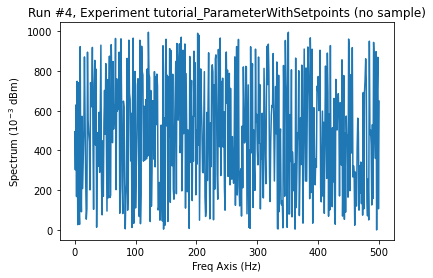 Run #4, Experiment tutorial_ParameterWithSetpoints (no sample)
1000
800
600
400
200
0
Spectrum (10⁻³ dBm)
0 100 200 300 400 500
Freq Axis (Hz)